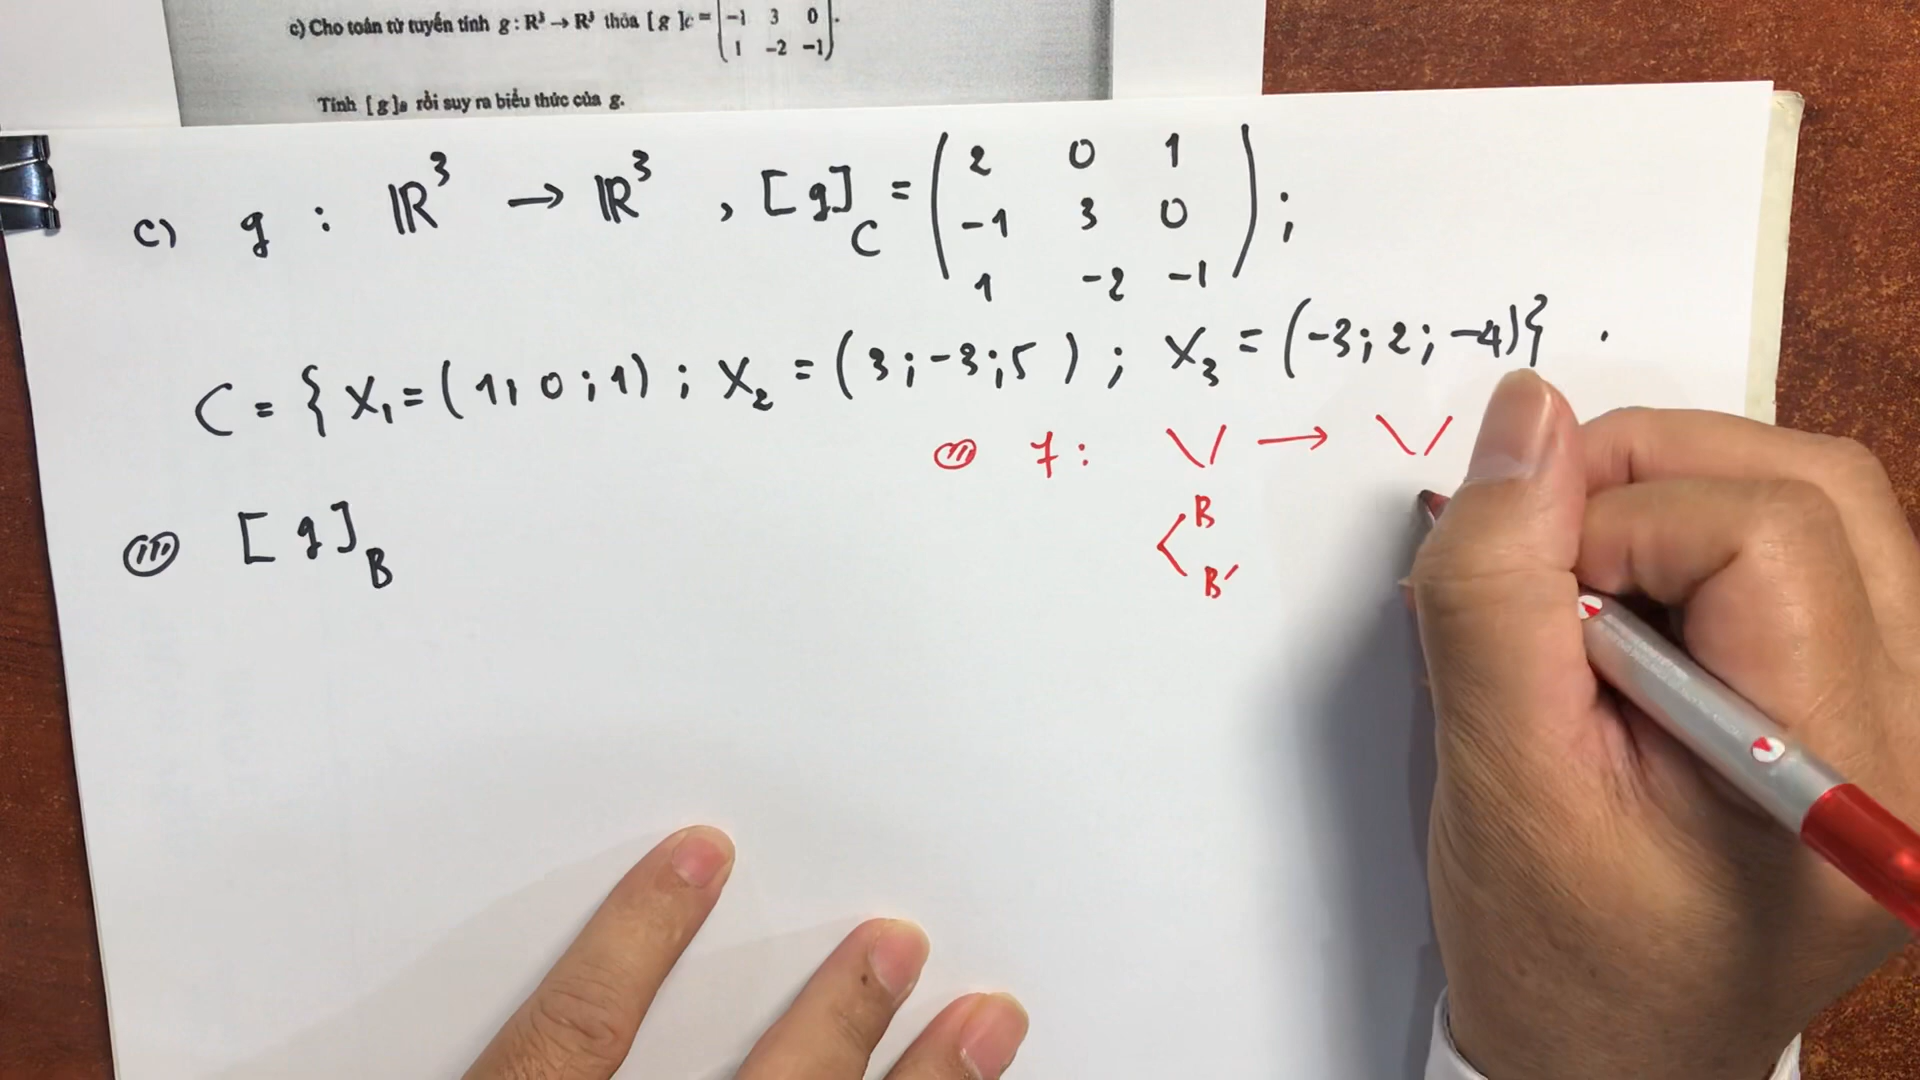 c) Cho toán tử tuyến tính g : R³ → R³ thỏa [ g ]c = ( -1 3 0
1 -2 -1 ).
Tính [ g ]B rồi suy ra biểu thức của g.
c) g : ℝ³ → ℝ³ , [g]_C = ( 2 0 1
-1 3 0
1 -2 -1 ) ;
C = { X₁ = (1; 0; 1) ; X₂ = (3; -3; 5) ; X₃ = (-3; 2; -4)} .
f : V → V
[g]_B
B
B′